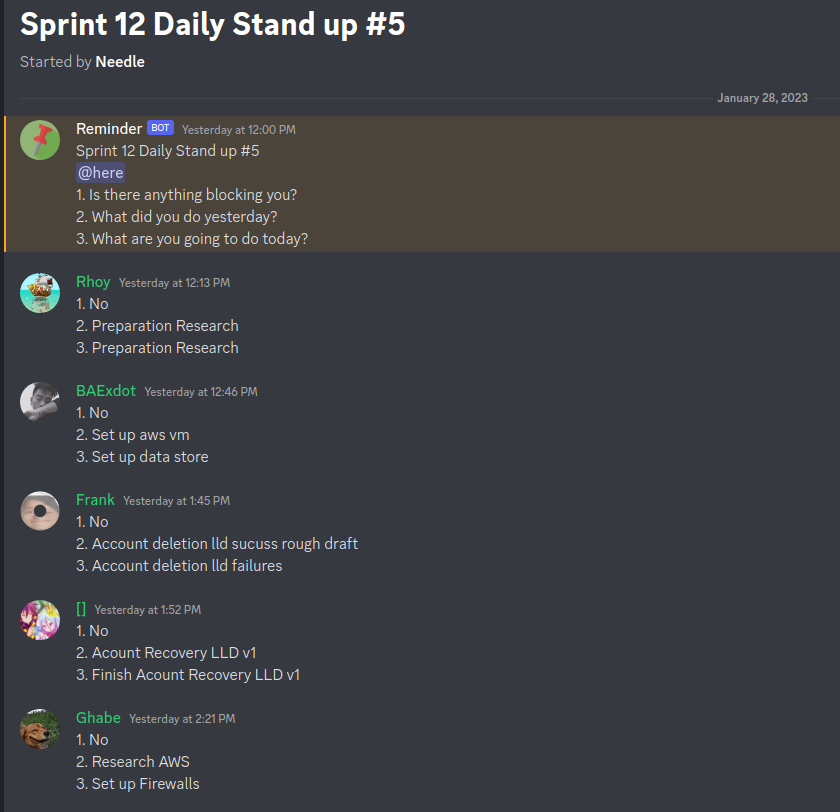 Sprint 12 Daily Stand up #5
Started by Needle
January 28, 2023
Reminder BOT Yesterday at 12:00 PM
Sprint 12 Daily Stand up #5
@here
1. Is there anything blocking you?
2. What did you do yesterday?
3. What are you going to do today?
Rhoy Yesterday at 12:13 PM
1. No
2. Preparation Research
3. Preparation Research
BAExdot Yesterday at 12:46 PM
1. No
2. Set up aws vm
3. Set up data store
Frank Yesterday at 1:45 PM
1. No
2. Account deletion lld sucuss rough draft
3. Account deletion lld failures
[] Yesterday at 1:52 PM
1. No
2. Acount Recovery LLD v1
3. Finish Acount Recovery LLD v1
Ghabe Yesterday at 2:21 PM
1. No
2. Research AWS
3. Set up Firewalls